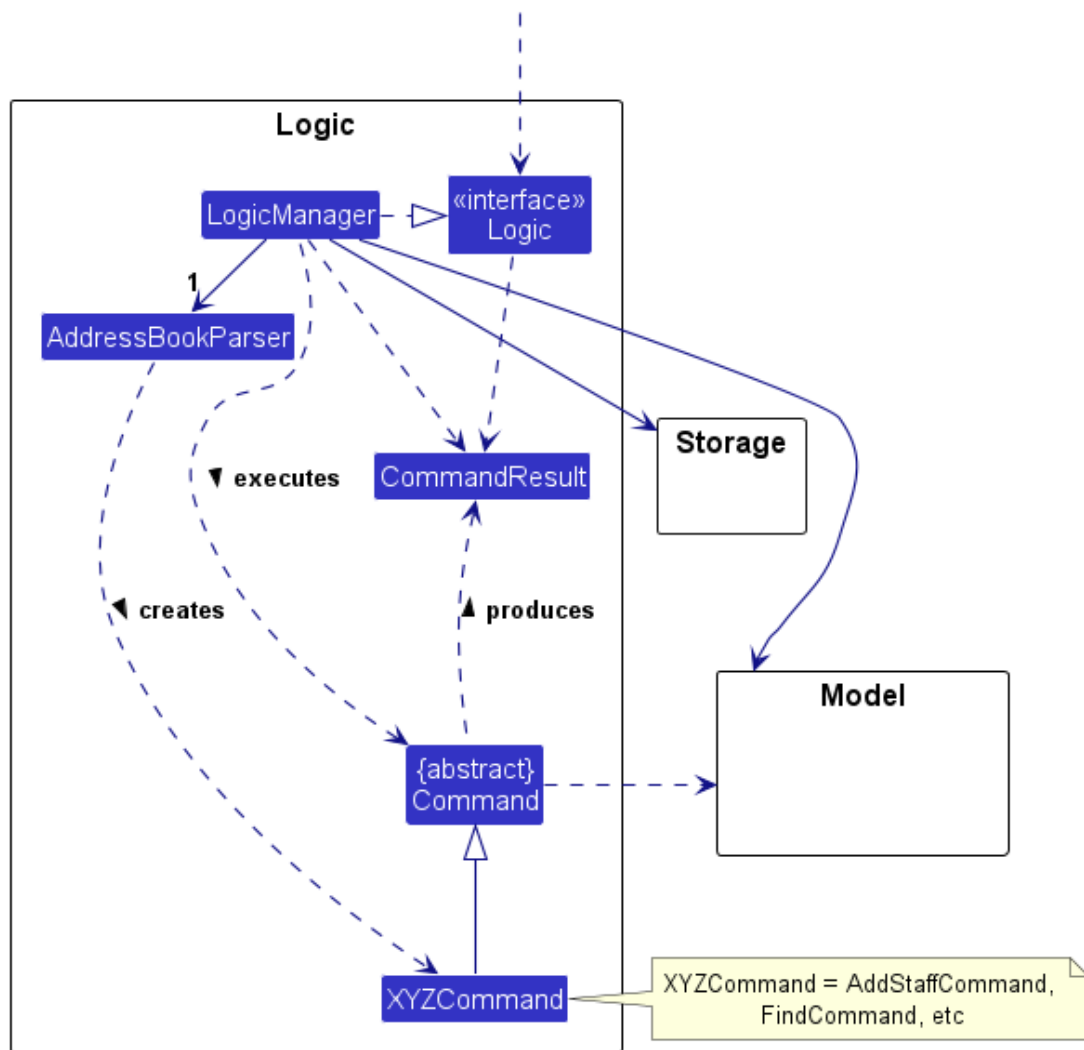 Logic
LogicManager
«interface»
Logic
1
AddressBookParser
Storage
CommandResult
executes
creates
produces
Model
{abstract}
Command
XYZCommand
XYZCommand = AddStaffCommand,
FindCommand, etc